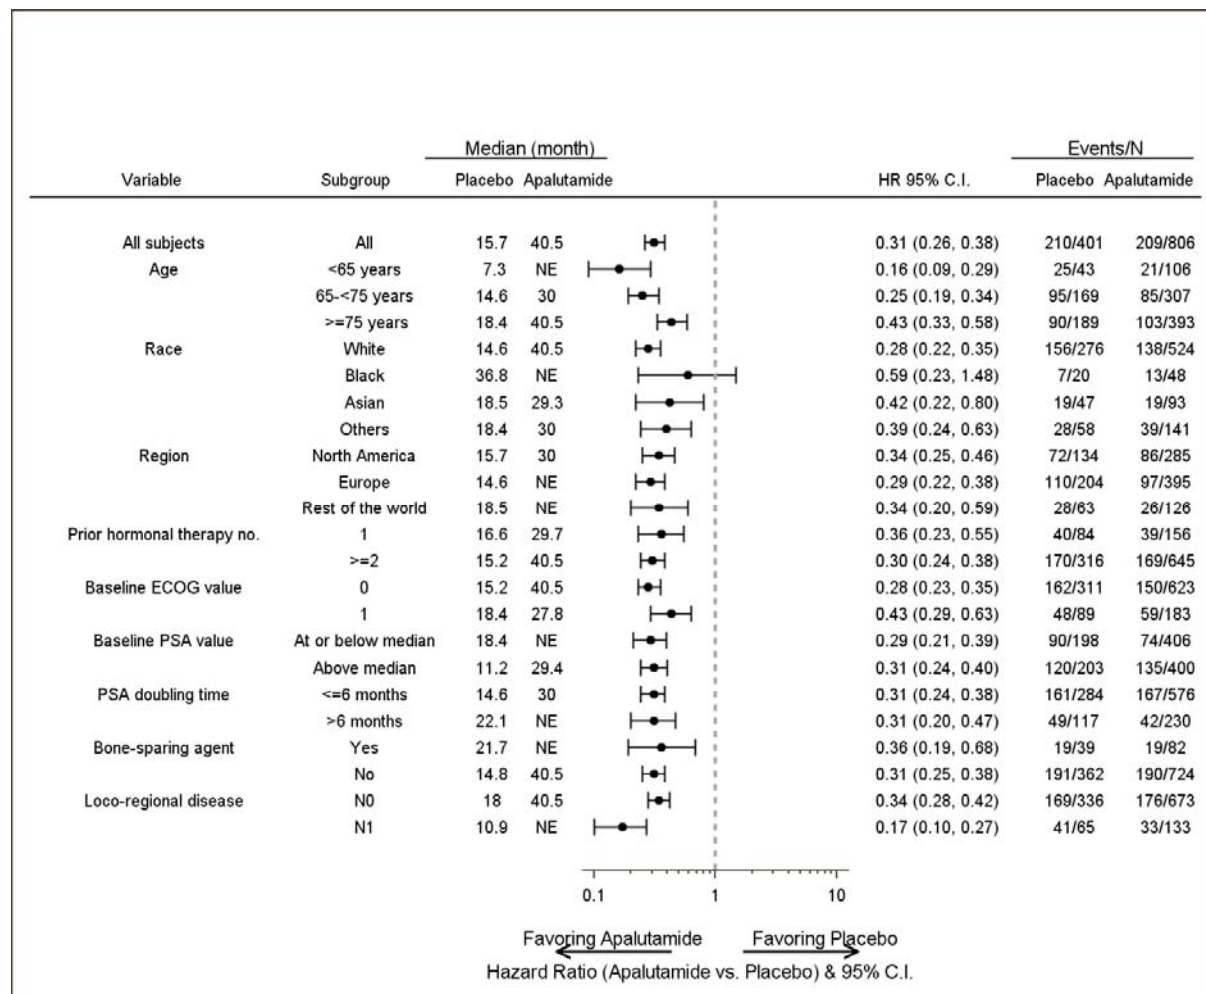 Median (month) Events/N
Variable Subgroup Placebo Apalutamide HR 95% C.I. Placebo Apalutamide
All subjects All 15.7 40.5 0.31 (0.26, 0.38) 210/401 209/806
Age <65 years 7.3 NE 0.16 (0.09, 0.29) 25/43 21/106
65-<75 years 14.6 30 0.25 (0.19, 0.34) 95/169 85/307
>=75 years 18.4 40.5 0.43 (0.33, 0.58) 90/189 103/393
Race White 14.6 40.5 0.28 (0.22, 0.35) 156/276 138/524
Black 36.8 NE 0.59 (0.23, 1.48) 7/20 13/48
Asian 18.5 29.3 0.42 (0.22, 0.80) 19/47 19/93
Others 18.4 30 0.39 (0.24, 0.63) 28/58 39/141
Region North America 15.7 30 0.34 (0.25, 0.46) 72/134 86/285
Europe 14.6 NE 0.29 (0.22, 0.38) 110/204 97/395
Rest of the world 18.5 NE 0.34 (0.20, 0.59) 28/63 26/126
Prior hormonal therapy no. 1 16.6 29.7 0.36 (0.23, 0.55) 40/84 39/156
>=2 15.2 40.5 0.30 (0.24, 0.38) 170/316 169/645
Baseline ECOG value 0 15.2 40.5 0.28 (0.23, 0.35) 162/311 150/623
1 18.4 27.8 0.43 (0.29, 0.63) 48/89 59/183
Baseline PSA value At or below median 18.4 NE 0.29 (0.21, 0.39) 90/198 74/406
Above median 11.2 29.4 0.31 (0.24, 0.40) 120/203 135/400
PSA doubling time <=6 months 14.6 30 0.31 (0.24, 0.38) 161/284 167/576
>6 months 22.1 NE 0.31 (0.20, 0.47) 49/117 42/230
Bone-sparing agent Yes 21.7 NE 0.36 (0.19, 0.68) 19/39 19/82
No 14.8 40.5 0.31 (0.25, 0.38) 191/362 190/724
Loco-regional disease N0 18 40.5 0.34 (0.28, 0.42) 169/336 176/673
N1 10.9 NE 0.17 (0.10, 0.27) 41/65 33/133
0.1 1 10
Favoring Apalutamide Favoring Placebo
Hazard Ratio (Apalutamide vs. Placebo) & 95% C.I.